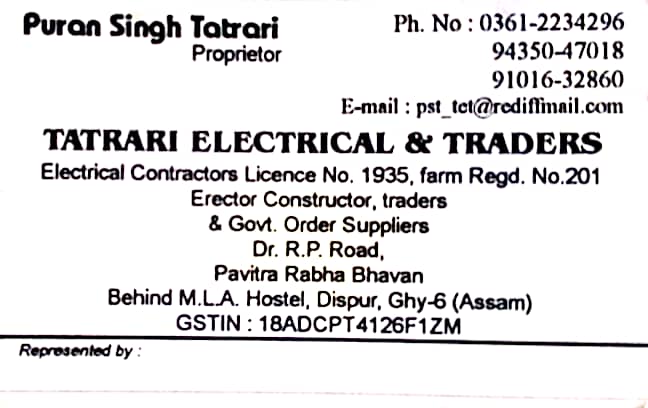 Puran Singh Tatrari
Proprietor
Ph. No : 0361-2234296
94350-47018
91016-32860
E-mail : pst_tct@rediffmail.com
TATRARI ELECTRICAL & TRADERS
Electrical Contractors Licence No. 1935, farm Regd. No.201
Erector Constructor, traders
& Govt. Order Suppliers
Dr. R.P. Road,
Pavitra Rabha Bhavan
Behind M.L.A. Hostel, Dispur, Ghy-6 (Assam)
GSTIN : 18ADCPT4126F1ZM
Represented by :